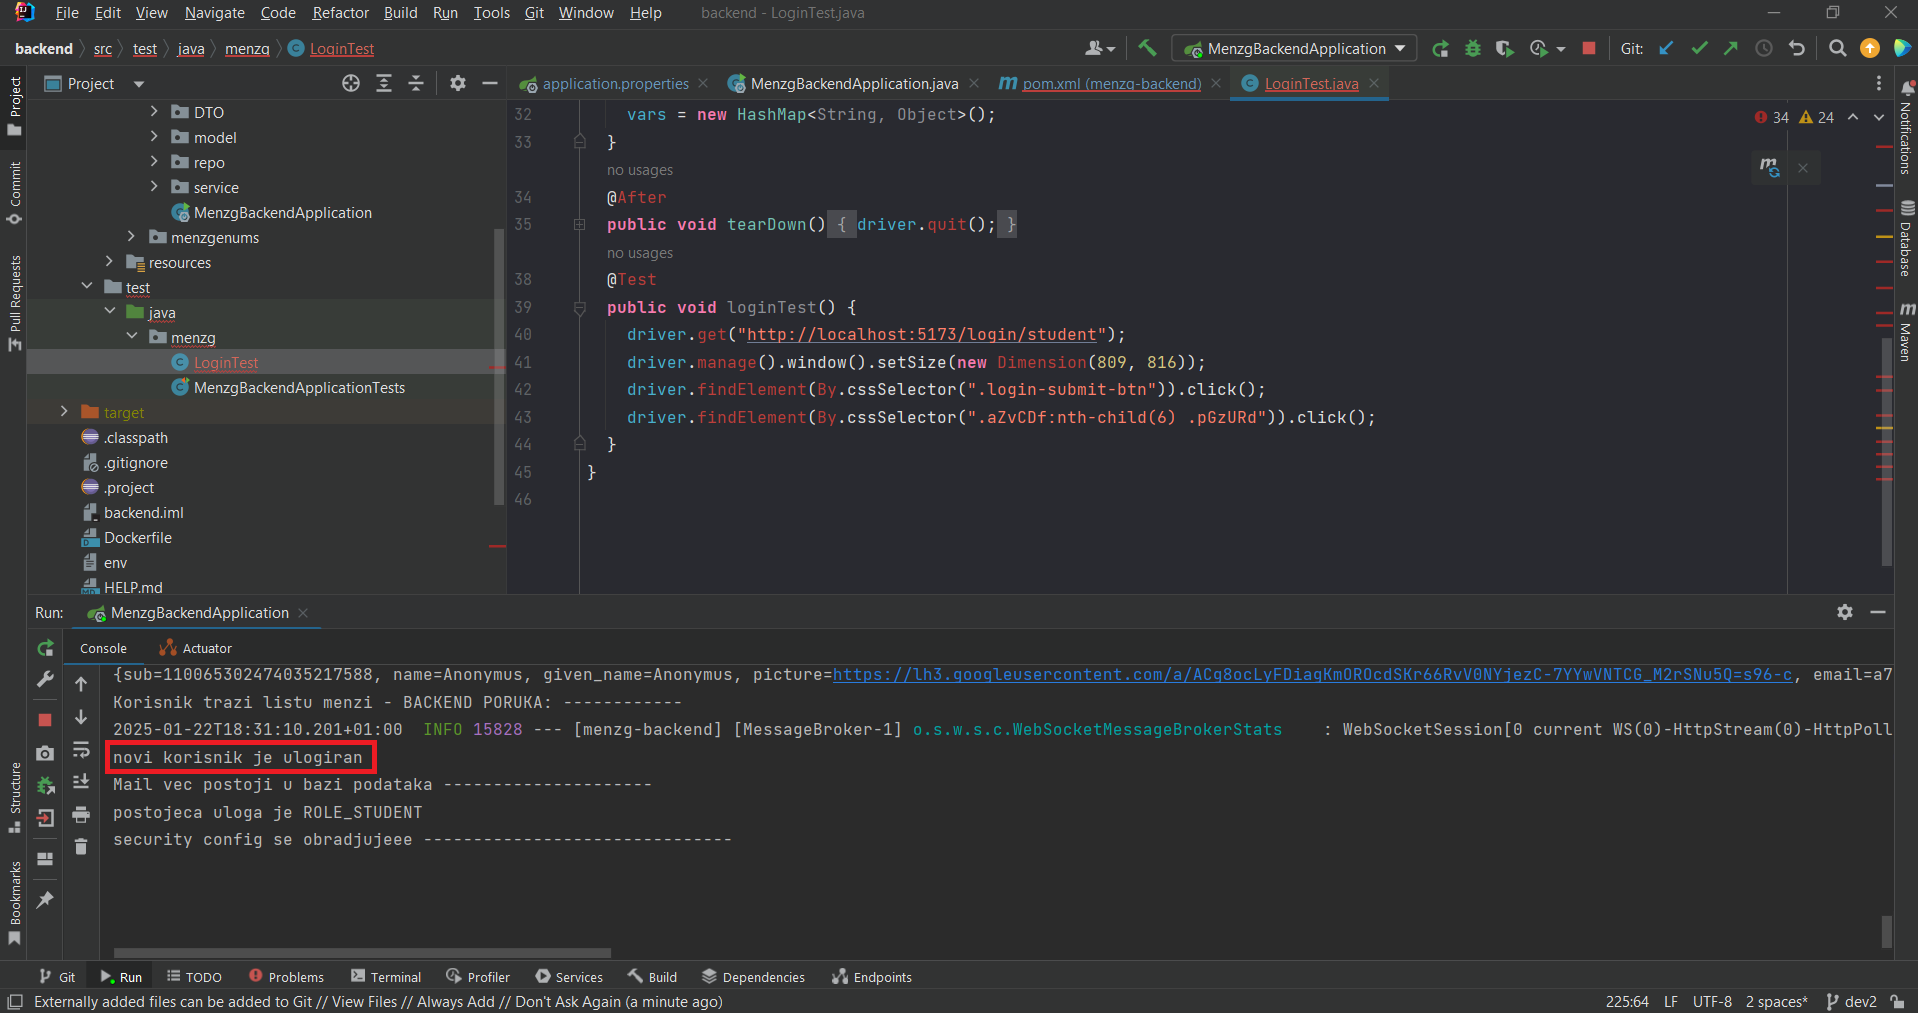 File Edit View Navigate Code Refactor Build Run Tools Git Window Help backend - LoginTest.java
backend src test java menzg LoginTest MenzgBackendApplication Git:
Project
application.properties MenzgBackendApplication.java pom.xml (menzg-backend) LoginTest.java
DTO
model
repo
service
MenzgBackendApplication
menzgenums
resources
test
java
menzg
LoginTest
MenzgBackendApplicationTests
target
.classpath
.gitignore
.project
backend.iml
Dockerfile
env
HELP.md
34 24
32 vars = new HashMap<String, Object>();
33 }
no usages
34 @After
35 public void tearDown() { driver.quit(); }
no usages
38 @Test
39 public void loginTest() {
40 driver.get("http://localhost:5173/login/student");
41 driver.manage().window().setSize(new Dimension(809, 816));
42 driver.findElement(By.cssSelector(".login-submit-btn")).click();
43 driver.findElement(By.cssSelector(".aZvCDf:nth-child(6) .pGzURd")).click();
44 }
45 }
46
Project
Commit
Pull Requests
Structure
Bookmarks
Notifications
Database
Maven
Run: MenzgBackendApplication
Console Actuator
{sub=110065302474035217588, name=Anonymus, given_name=Anonymus, picture=https://lh3.googleusercontent.com/a/ACg8ocLyFDiagKmOROcdSKr66RvV0NYjezC-7YYwVNTCG_M2rSNu5Q=s96-c, email=a7
Korisnik trazi listu menzi - BACKEND PORUKA: ------------
2025-01-22T18:31:10.201+01:00 INFO 15828 --- [menzg-backend] [MessageBroker-1] o.s.w.s.c.WebSocketMessageBrokerStats : WebSocketSession[0 current WS(0)-HttpStream(0)-HttpPoll
novi korisnik je ulogiran
Mail vec postoji u bazi podataka ---------------------
postojeca uloga je ROLE_STUDENT
security config se obradjujeee -------------------------------
Git Run TODO Problems Terminal Profiler Services Build Dependencies Endpoints
Externally added files can be added to Git // View Files // Always Add // Don't Ask Again (a minute ago) 225:64 LF UTF-8 2 spaces* dev2